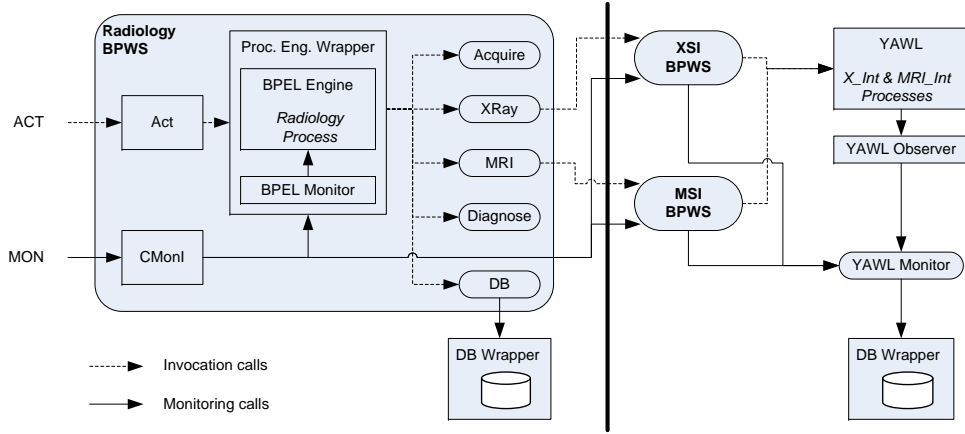 Radiology
BPWS
Proc. Eng. Wrapper
BPEL Engine
Radiology
Process
BPEL Monitor
ACT
Act
MON
CMonI
Acquire
XRay
MRI
Diagnose
DB
DB Wrapper
Invocation calls
Monitoring calls
XSI
BPWS
MSI
BPWS
YAWL
X_Int & MRI_Int
Processes
YAWL Observer
YAWL Monitor
DB Wrapper